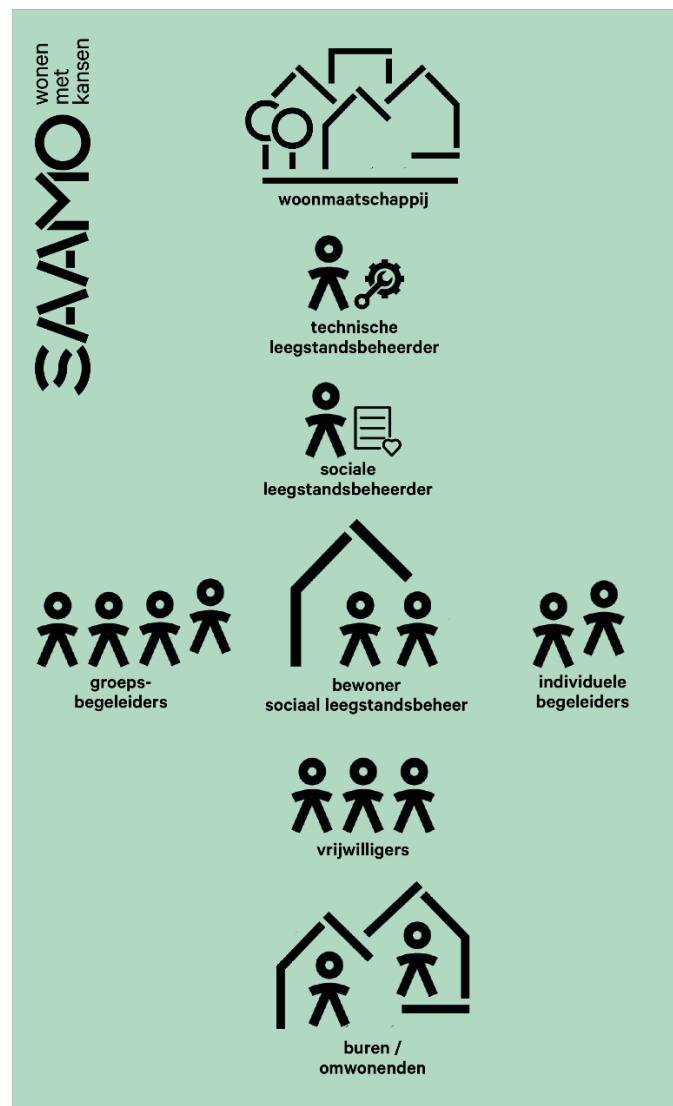 SAAMO
wonen
met
kansen
woonmaatschappij
technische
leegstandsbeheerder
sociale
leegstandsbeheerder
groeps-
begeleiders
bewoner
sociaal leegstandsbeheer
individuele
begeleiders
vrijwilligers
buren /
omwonenden